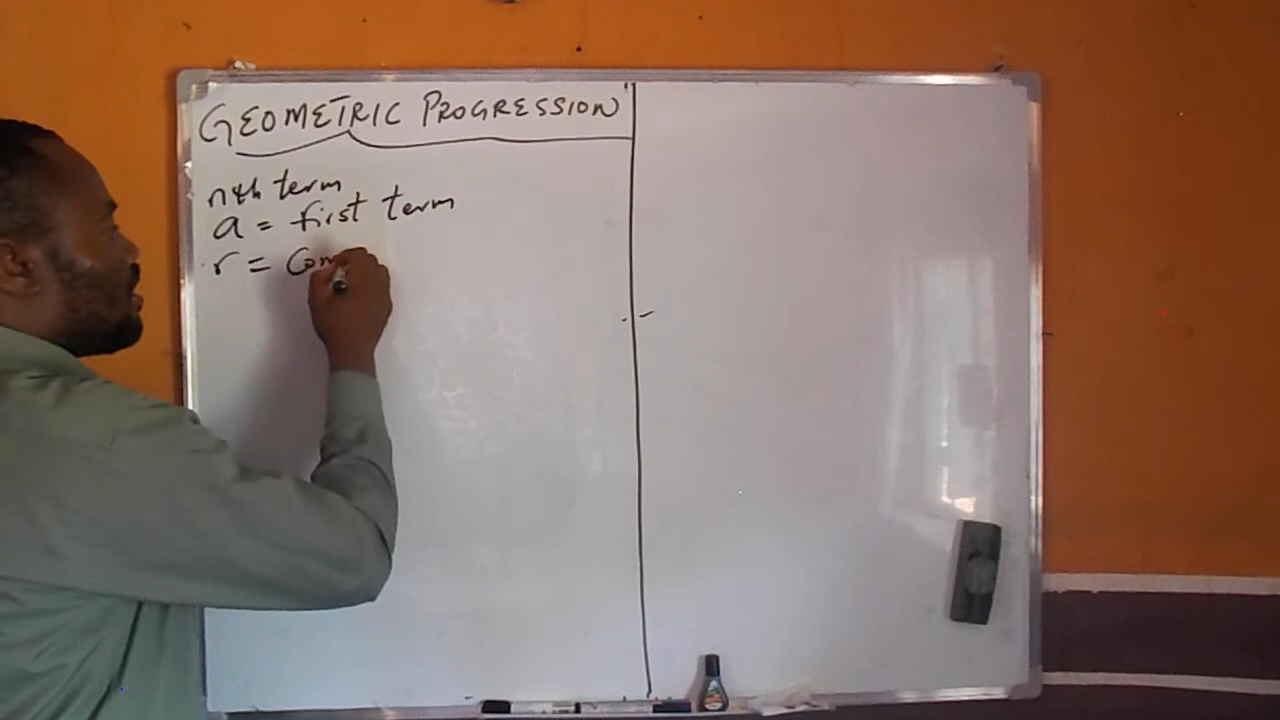 GEOMETRIC PROGRESSION
nth term
a = first term
r = Com